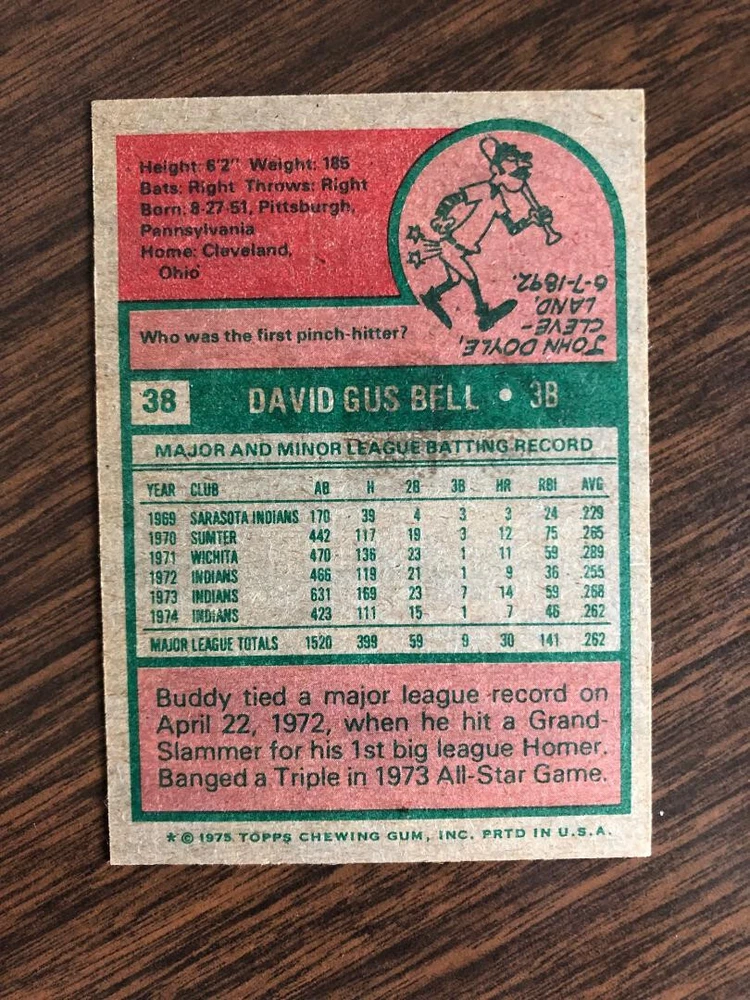 Height: 6'2" Weight: 185
Bats: Right Throws: Right
Born: 8-27-51, Pittsburgh,
Pennsylvania
Home: Cleveland,
Ohio
Who was the first pinch-hitter?
JOHN DOYLE,
CLEVE-
LAND,
6-7-1892.
38 DAVID GUS BELL • 3B
MAJOR AND MINOR LEAGUE BATTING RECORD
YEAR CLUB AB H 2B 3B HR RBI AVG
1969 SARASOTA INDIANS 170 39 4 3 3 24 .229
1970 SUMTER 442 117 19 3 12 75 .265
1971 WICHITA 470 136 23 1 11 59 .289
1972 INDIANS 466 119 21 1 9 36 .255
1973 INDIANS 631 169 23 7 14 59 .268
1974 INDIANS 423 111 15 1 7 46 .262
MAJOR LEAGUE TOTALS 1520 399 59 9 30 141 .262
Buddy tied a major league record on
April 22, 1972, when he hit a Grand-
Slammer for his 1st big league Homer.
Banged a Triple in 1973 All-Star Game.
* © 1975 TOPPS CHEWING GUM, INC. PRTD IN U.S.A.